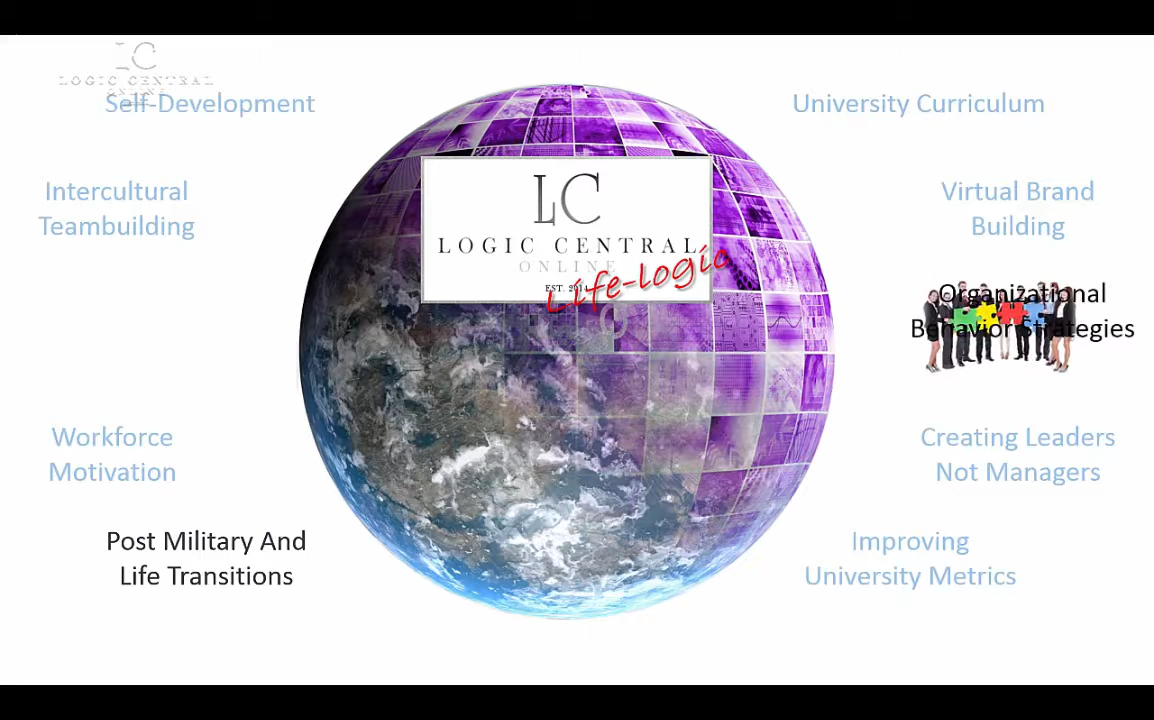 LC
LOGIC CENTRAL
ONLINE
Self-Development
University Curriculum
Intercultural
Teambuilding
Virtual Brand
Building
LC
LOGIC CENTRAL
ONLINE
EST. 2014
Life-logic
Organizational
Behavior Strategies
Workforce
Motivation
Creating Leaders
Not Managers
Post Military And
Life Transitions
Improving
University Metrics